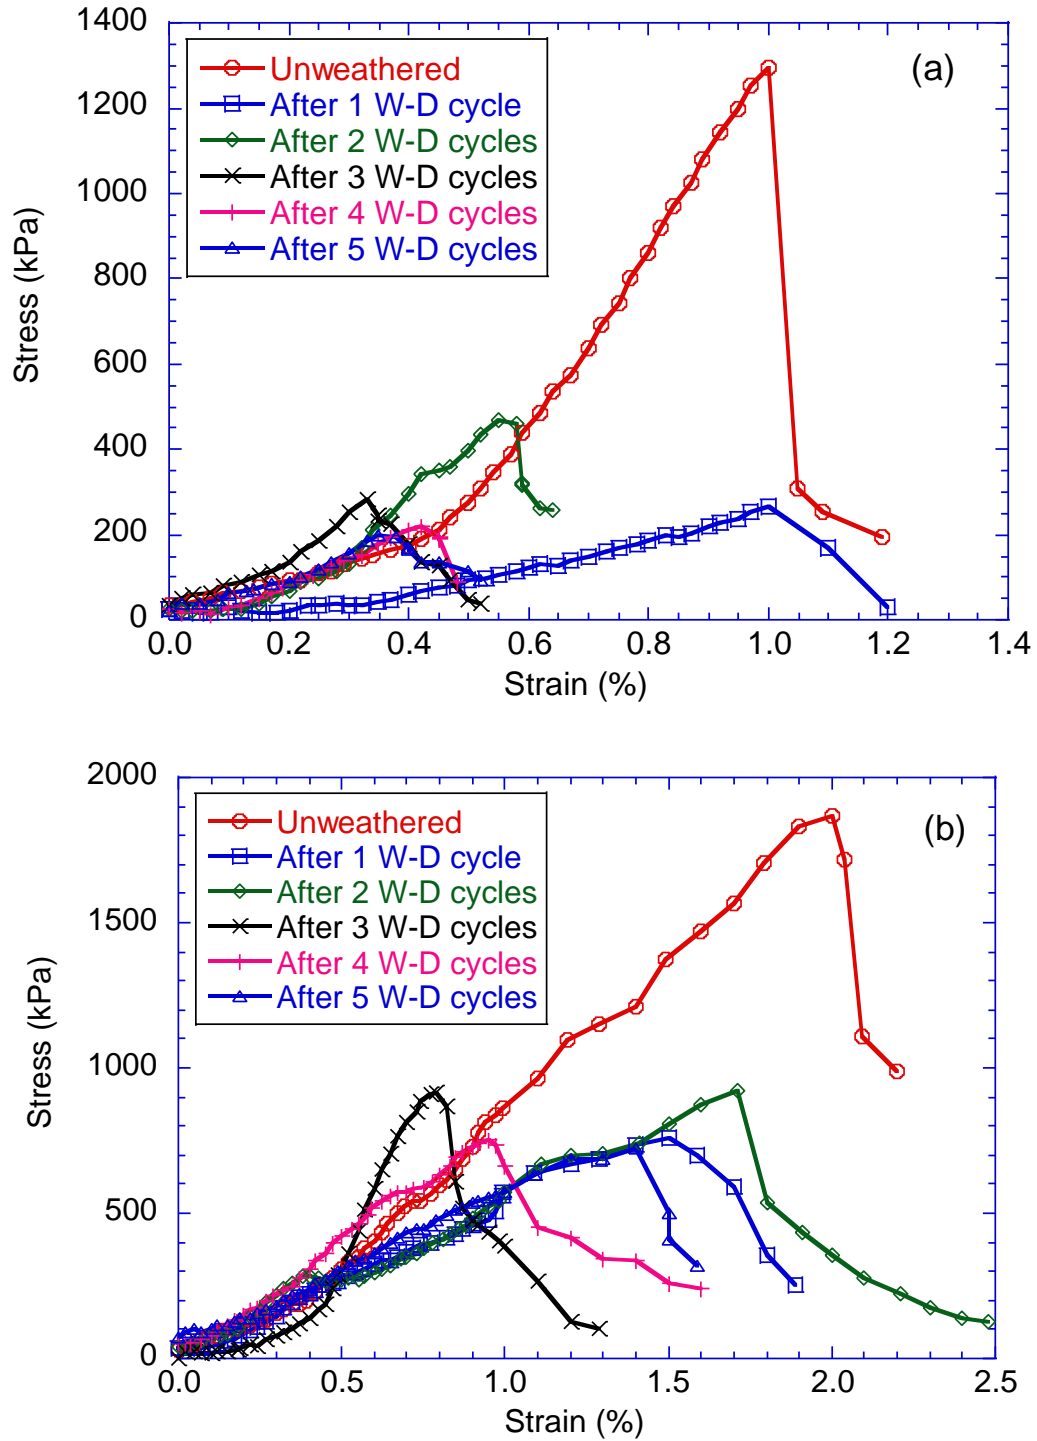 1400
1200
1000
800
600
400
200
0
Stress (kPa)
(a)
Unweathered
After 1 W-D cycle
After 2 W-D cycles
After 3 W-D cycles
After 4 W-D cycles
After 5 W-D cycles
0.0 0.2 0.4 0.6 0.8 1.0 1.2 1.4
Strain (%)
2000
1500
1000
500
0
Stress (kPa)
(b)
Unweathered
After 1 W-D cycle
After 2 W-D cycles
After 3 W-D cycles
After 4 W-D cycles
After 5 W-D cycles
0.0 0.5 1.0 1.5 2.0 2.5
Strain (%)